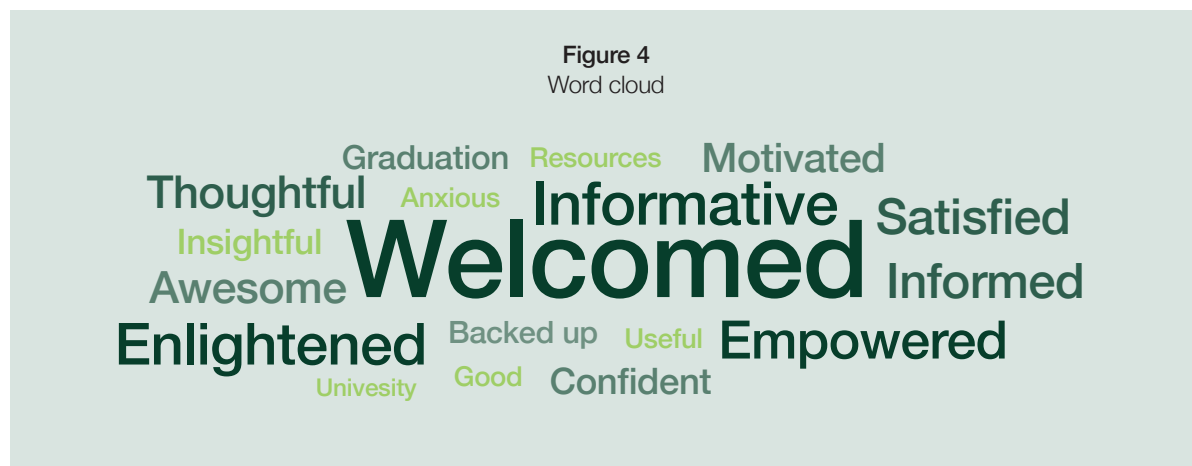 Figure 4
Word cloud
Graduation Resources Motivated
Thoughtful Anxious Informative Satisfied
Insightful Welcomed
Awesome Informed
Enlightened Backed up Useful Empowered
Univesity Good Confident